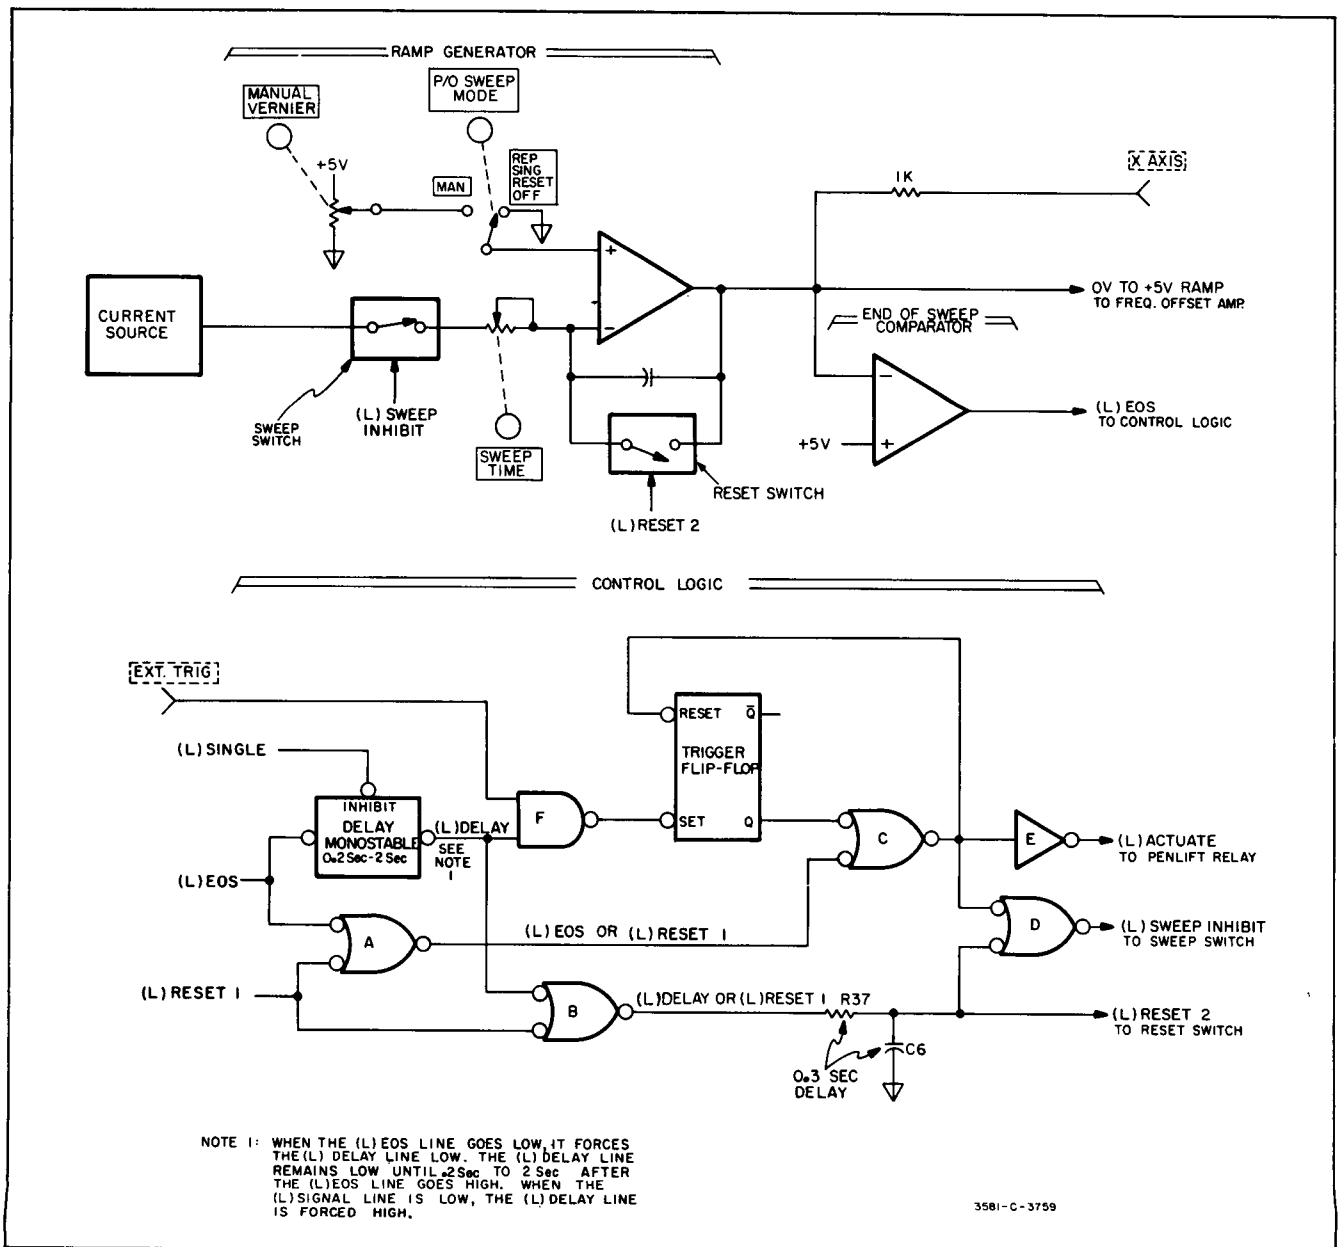 RAMP GENERATOR
MANUAL
VERNIER
P/O SWEEP
MODE
+5V
MAN
REP
SING
RESET
OFF
1K
X AXIS
+
-
CURRENT
SOURCE
SWEEP
SWITCH
(L) SWEEP
INHIBIT
SWEEP
TIME
RESET SWITCH
(L) RESET 2
0V TO +5V RAMP
TO FREQ. OFFSET AMP.
END OF SWEEP
COMPARATOR
-
+5V
+
(L) EOS
TO CONTROL LOGIC
CONTROL LOGIC
EXT. TRIG
(L) SINGLE
INHIBIT
DELAY
MONOSTABLE
0.2 Sec-2 Sec
(L) DELAY
SEE
NOTE
1
(L) EOS
F
RESET Q̅
TRIGGER
FLIP-FLOP
SET Q
C
E
(L) ACTUATE
TO PENLIFT RELAY
A
(L) EOS OR (L) RESET 1
D
(L) SWEEP INHIBIT
TO SWEEP SWITCH
(L) RESET 1
B
(L) DELAY OR (L) RESET 1 R37
(L) RESET 2
TO RESET SWITCH
C6
0.3 SEC
DELAY
NOTE 1: WHEN THE (L) EOS LINE GOES LOW, IT FORCES
THE (L) DELAY LINE LOW. THE (L) DELAY LINE
REMAINS LOW UNTIL .2 Sec TO 2 Sec AFTER
THE (L) EOS LINE GOES HIGH. WHEN THE
(L) SIGNAL LINE IS LOW, THE (L) DELAY LINE
IS FORCED HIGH.
3581-C-3759